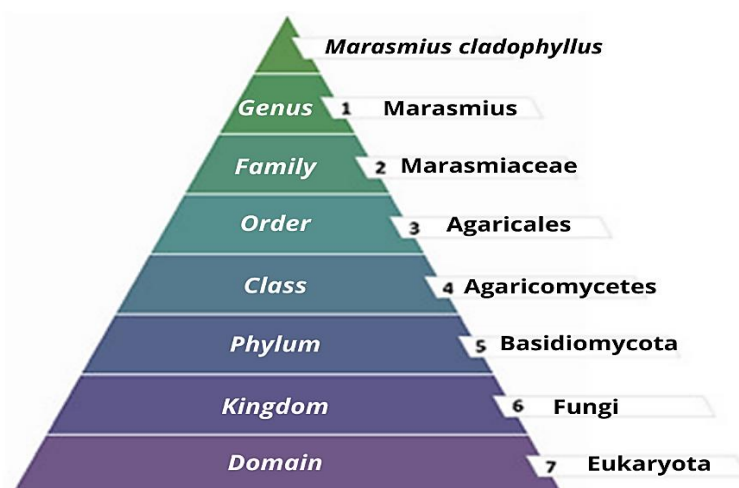 Marasmius cladophyllus
Genus 1 Marasmius
Family 2 Marasmiaceae
Order 3 Agaricales
Class 4 Agaricomycetes
Phylum 5 Basidiomycota
Kingdom 6 Fungi
Domain 7 Eukaryota